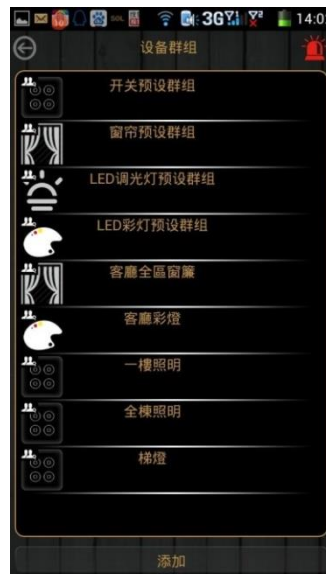 3G 14:0
设备群组
开关预设群组
窗帘预设群组
LED调光灯预设群组
LED彩灯预设群组
客廳全區窗簾
客廳彩燈
一樓照明
全棟照明
梯燈
添加